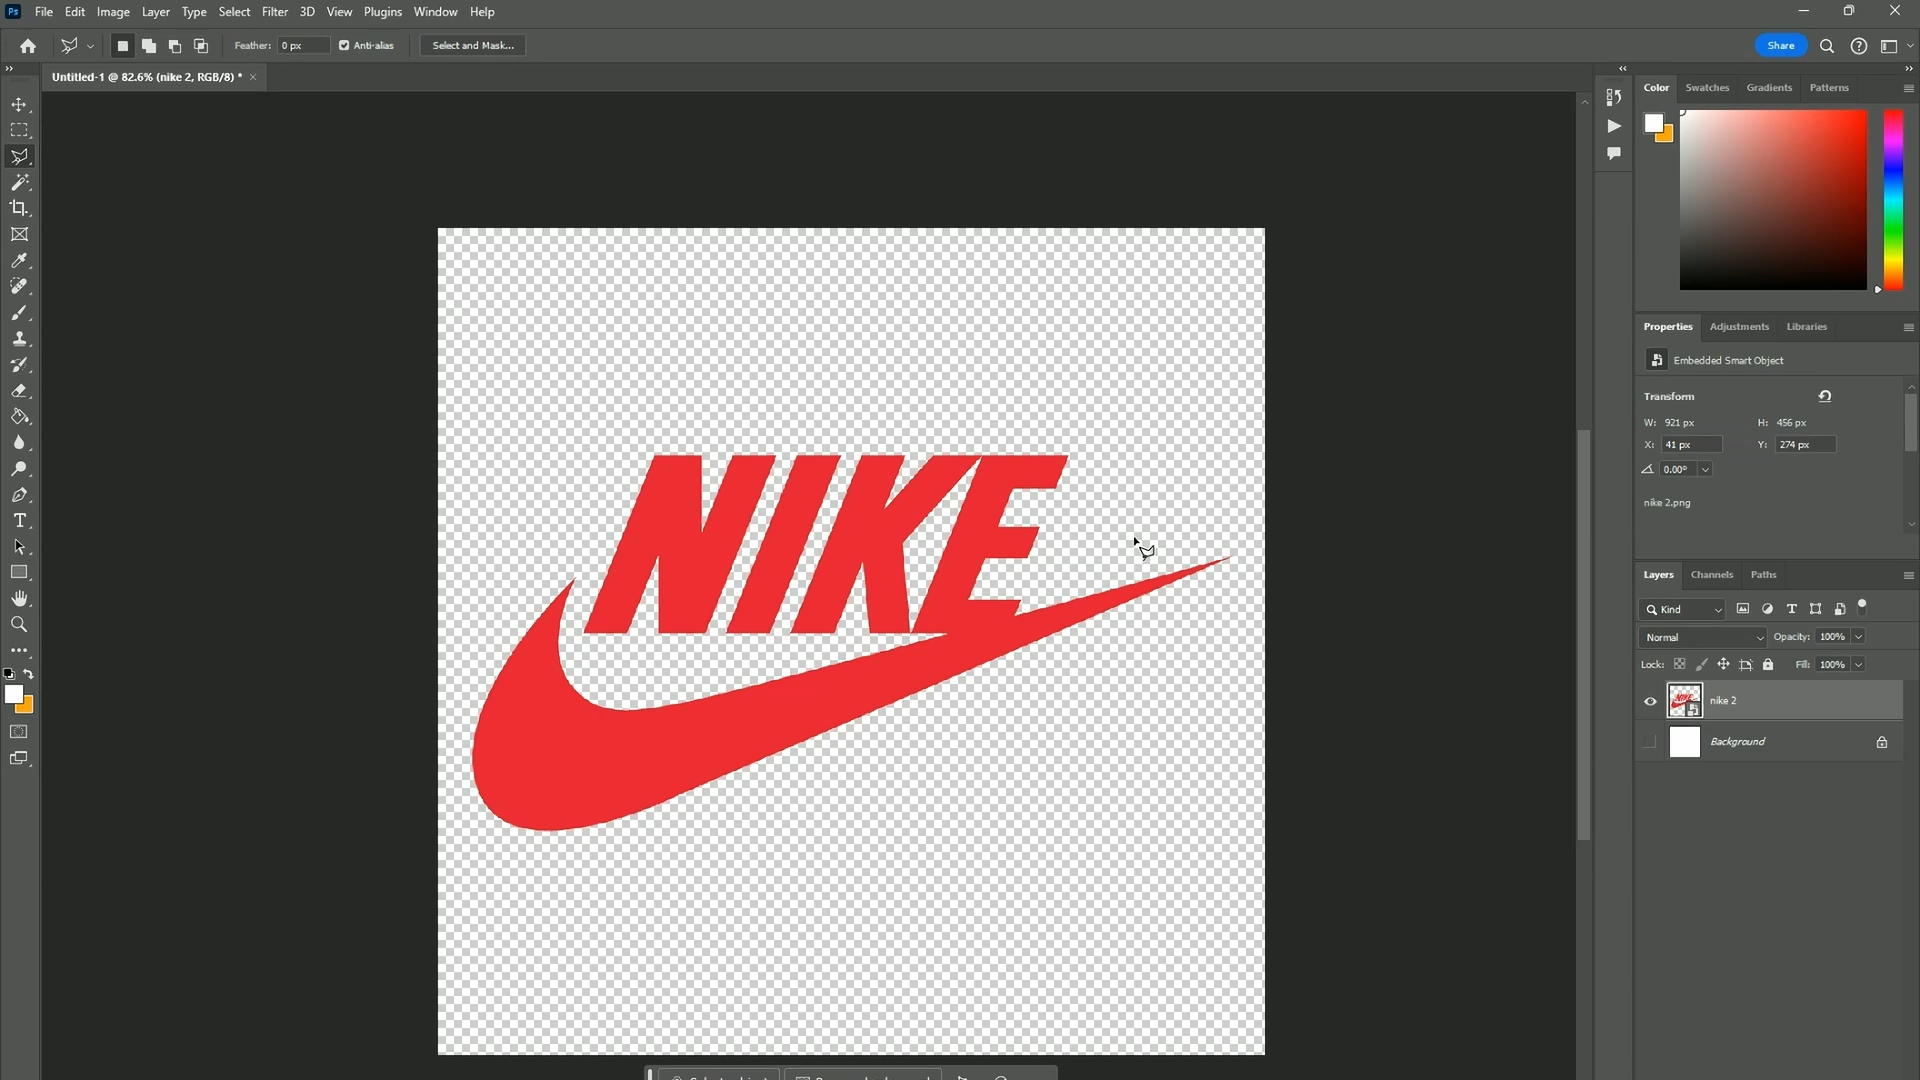 Ps File Edit Image Layer Type Select Filter 3D View Plugins Window Help
Feather: 0 px Anti-alias Select and Mask... Share
Untitled-1 @ 82.6% (nike 2, RGB/8) *
Color Swatches Gradients Patterns
NIKE
Properties Adjustments Libraries
Embedded Smart Object
Transform
W: 921 px H: 456 px
X: 41 px Y: 274 px
0.00°
nike 2.png
Layers Channels Paths
Kind
Normal Opacity: 100%
Lock: Fill: 100%
nike 2
Background